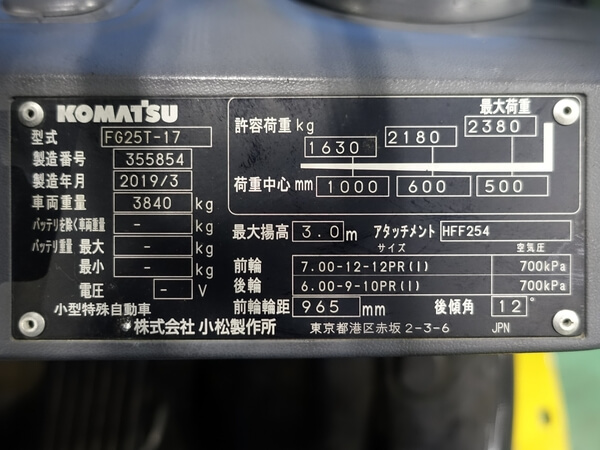 KOMATSU
型式 FG25T-17
製造番号 355854
製造年月 2019/3
車両重量 3840 kg
バッテリを除く車両重量 - kg
バッテリ重量 最大 - kg
最小 - kg
電圧 - V
小型特殊自動車
最大荷重
許容荷重 kg 1630 2180 2380
荷重中心 mm 1000 600 500
最大揚高 3.0 m アタッチメント HFF254
サイズ 空気圧
前輪 7.00-12-12PR(I) 700kPa
後輪 6.00-9-10PR(I) 700kPa
前輪輪距 965 mm 後傾角 12°
株式会社 小松製作所 東京都港区赤坂 2-3-6 JPN